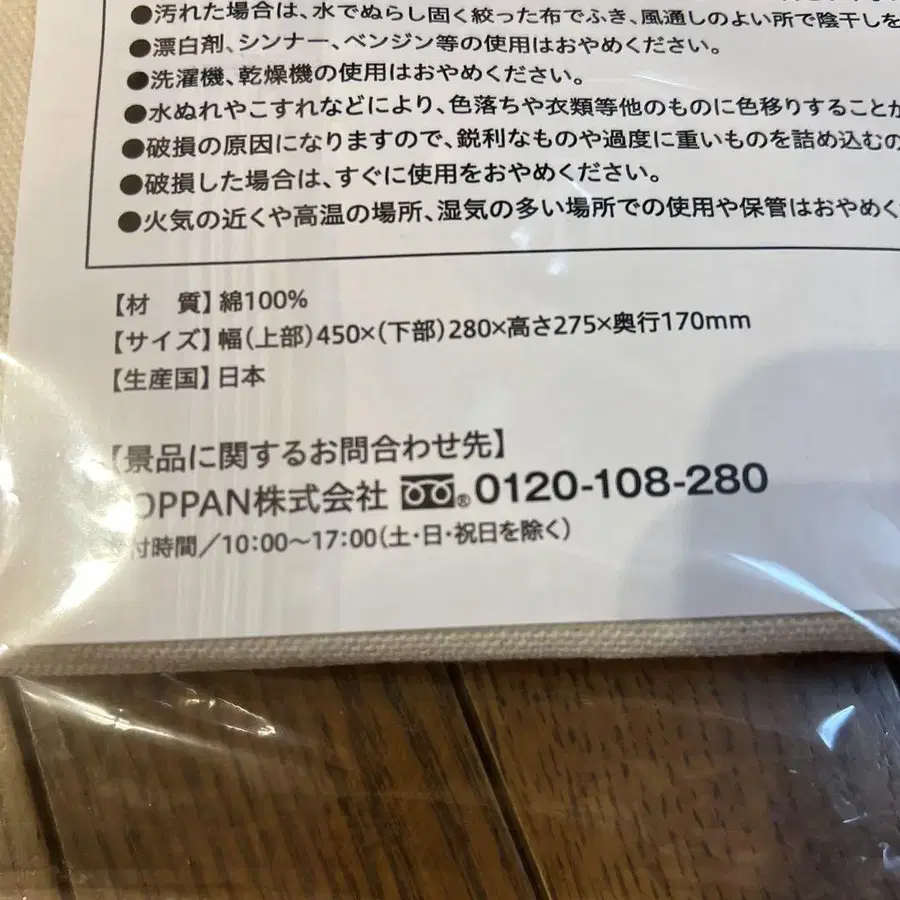 ●汚れた場合は、水でぬらし固く絞った布でふき、風通しのよい所で陰干しを
●漂白剤、シンナー、ベンジン等の使用はおやめください。
●洗濯機、乾燥機の使用はおやめください。
●水ぬれやこすれなどにより、色落ちや衣類等他のものに色移りすることが
●破損の原因になりますので、鋭利なものや過度に重いものを詰め込むの
●破損した場合は、すぐに使用をおやめください。
●火気の近くや高温の場所、湿気の多い場所での使用や保管はおやめく
【材　質】綿100%
【サイズ】幅(上部)450×(下部)280×高さ275×奥行170mm
【生産国】日本
【景品に関するお問合わせ先】
OPPAN株式会社 ®0120-108-280
付時間/10:00〜17:00(土・日・祝日を除く)